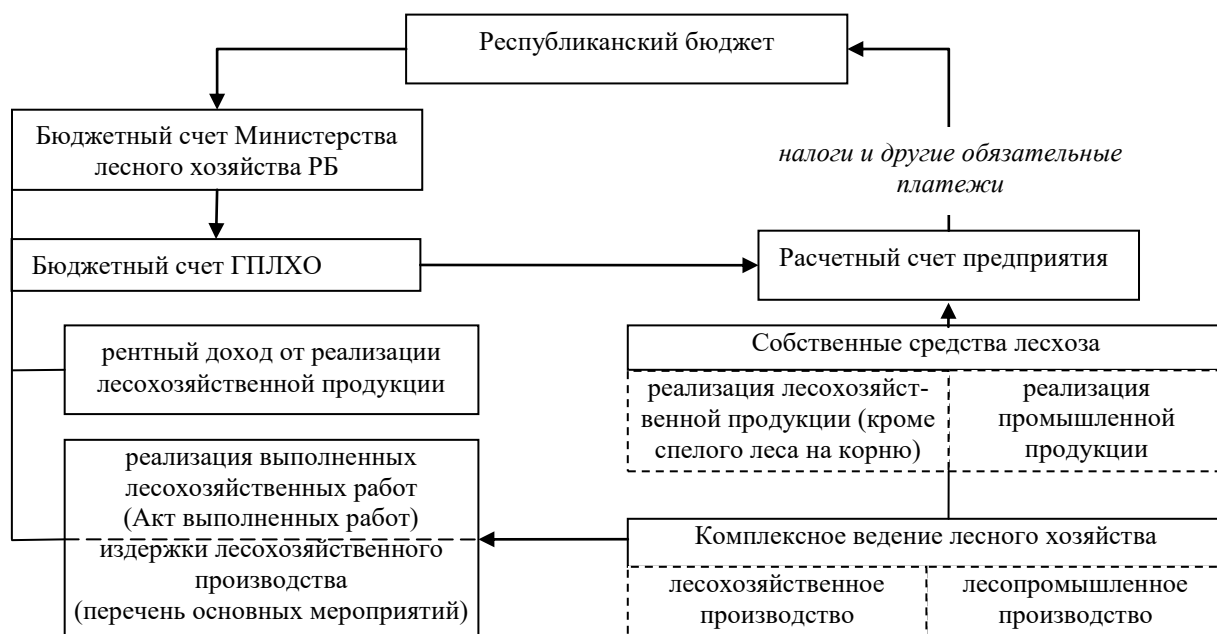 Республиканский бюджет
Бюджетный счет Министерства
лесного хозяйства РБ
налоги и другие обязательные
платежи
Бюджетный счет ГПЛХО
Расчетный счет предприятия
рентный доход от реализации
лесохозяйственной продукции
Собственные средства лесхоза
реализация лесохозяйст-
венной продукции (кроме
спелого леса на корню)
реализация
промышленной
продукции
реализация выполненных
лесохозяйственных работ
(Акт выполненных работ)
издержки лесохозяйственного
производства
(перечень основных мероприятий)
Комплексное ведение лесного хозяйства
лесохозяйственное
производство
лесопромышленное
производство